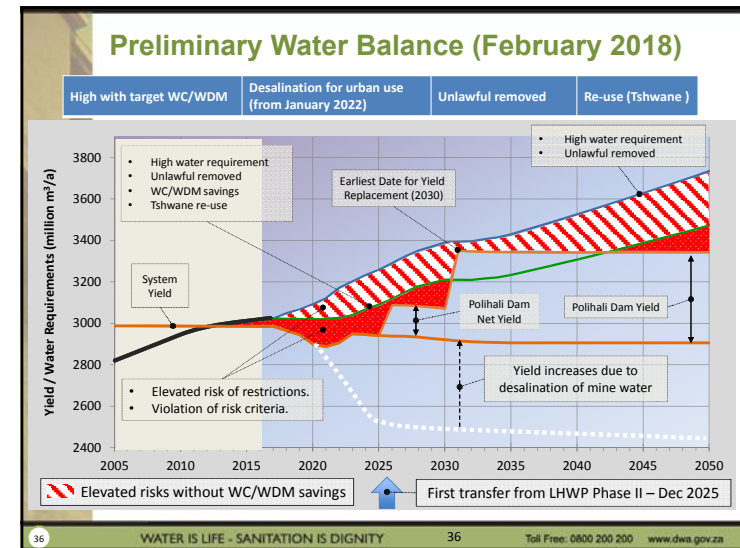 Preliminary Water Balance (February 2018)
High with target WC/WDM
Desalination for urban use
(from January 2022)
Unlawful removed
Re-use (Tshwane )
Yield / Water Requirements (million m³/a)
3800
3600
3400
3200
3000
2800
2600
2400
2005
2010
2015
2020
2025
2030
2035
2040
2045
2050
• High water requirement
• Unlawful removed
• WC/WDM savings
• Tshwane re-use
Earliest Date for Yield
Replacement (2030)
• High water requirement
• Unlawful removed
System
Yield
Polihali Dam
Net Yield
Polihali Dam Yield
• Elevated risk of restrictions.
• Violation of risk criteria.
Yield increases due to
desalination of mine water
Elevated risks without WC/WDM savings
First transfer from LHWP Phase II – Dec 2025
36
WATER IS LIFE - SANITATION IS DIGNITY
36
Toll Free: 0800 200 200 www.dwa.gov.za